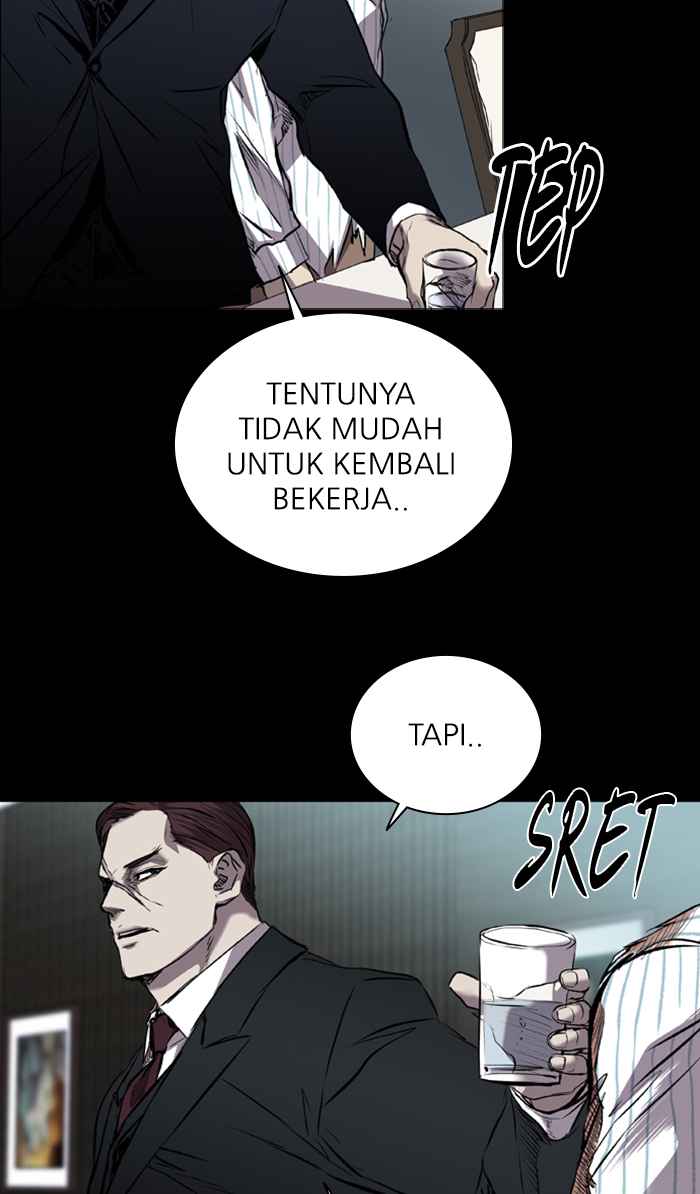 TEP
TENTUNYA
TIDAK MUDAH
UNTUK KEMBALI
BEKERJA..
TAPI..
SRET